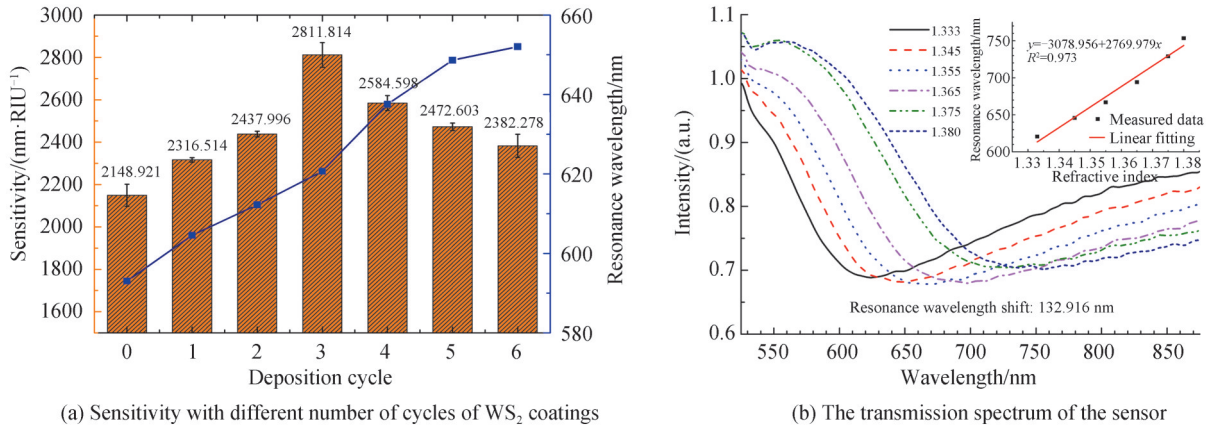 Sensitivity/(nm·RIU⁻¹)
3000
2800
2600
2400
2200
2000
1800
1600
2148.921
2316.514
2437.996
2811.814
2584.598
2472.603
2382.278
0 1 2 3 4 5 6
Deposition cycle
660
640
620
600
580
Resonance wavelength/nm
(a) Sensitivity with different number of cycles of WS₂ coatings
Intensity/(a.u.)
1.1
1.0
0.9
0.8
0.7
0.6
1.333
1.345
1.355
1.365
1.375
1.380
Resonance wavelength/nm
750
700
650
600
y=−3078.956+2769.979x
R²=0.973
Measured data
Linear fitting
1.33 1.34 1.35 1.36 1.37 1.38
Refractive index
Resonance wavelength shift: 132.916 nm
550 600 650 700 750 800 850
Wavelength/nm
(b) The transmission spectrum of the sensor